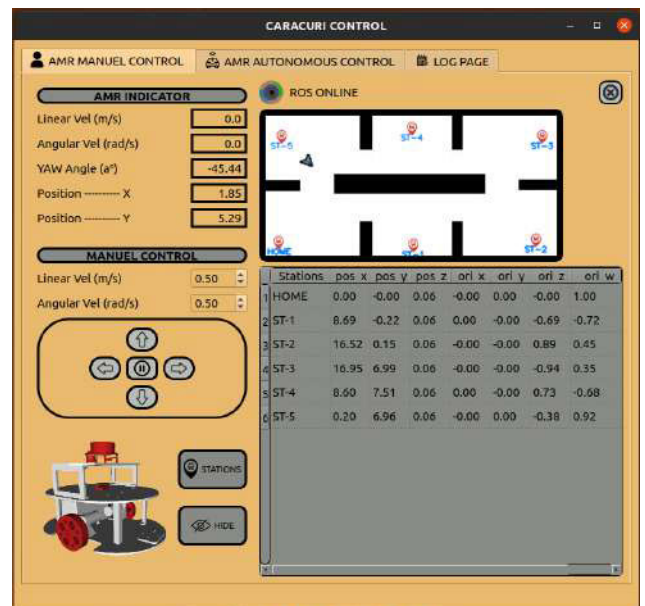 CARACURI CONTROL
AMR MANUEL CONTROL
AMR AUTONOMOUS CONTROL
LOG PAGE
AMR INDICATOR
ROS ONLINE
Linear Vel (m/s) 0.0
Angular Vel (rad/s) 0.0
YAW Angle (a°) -45.44
Position ---------- X 1.85
Position ---------- Y 5.29
ST-5
ST-4
ST-3
HOME
ST-1
ST-2
MANUEL CONTROL
Linear Vel (m/s) 0.50
Angular Vel (rad/s) 0.50
STATIONS
HIDE
Stations pos x pos y pos z ori x ori y ori z ori w
1 HOME 0.00 -0.00 0.06 -0.00 0.00 -0.00 1.00
2 ST-1 8.69 -0.22 0.06 0.00 -0.00 -0.69 -0.72
3 ST-2 16.52 0.15 0.06 -0.00 -0.00 0.89 0.45
4 ST-3 16.95 6.99 0.06 -0.00 -0.00 -0.94 0.35
5 ST-4 8.60 7.51 0.06 0.00 -0.00 0.73 -0.68
6 ST-5 0.20 6.96 0.06 -0.00 0.00 -0.38 0.92